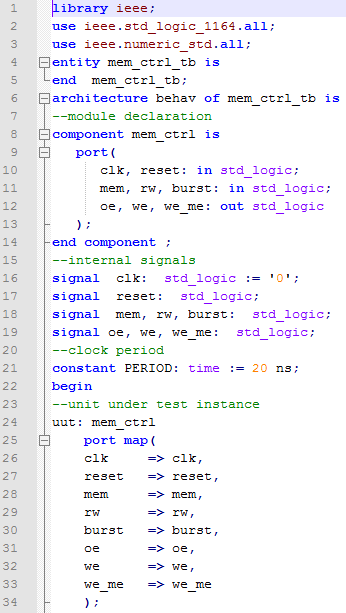 1 library ieee;
2 use ieee.std_logic_1164.all;
3 use ieee.numeric_std.all;
4 entity mem_ctrl_tb is
5 end  mem_ctrl_tb;
6 architecture behav of mem_ctrl_tb is
7 --module declaration
8 component mem_ctrl is
9    port(
10       clk, reset: in std_logic;
11       mem, rw, burst: in std_logic;
12       oe, we, we_me: out std_logic
13    );
14 end component ;
15 --internal signals
16 signal  clk:  std_logic := '0';
17 signal  reset:  std_logic;
18 signal  mem, rw, burst:  std_logic;
19 signal oe, we, we_me:  std_logic;
20 --clock period
21 constant PERIOD: time := 20 ns;
22 begin
23 --unit under test instance
24 uut: mem_ctrl
25     port map(
26     clk     => clk,
27     reset   => reset,
28     mem     => mem,
29     rw      => rw,
30     burst   => burst,
31     oe      => oe,
32     we      => we,
33     we_me   => we_me
34     );